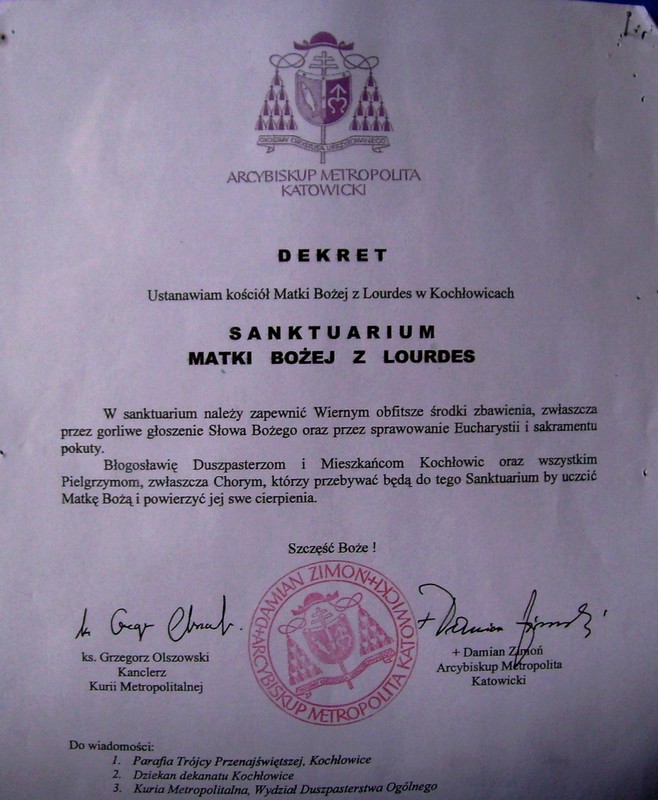 ARCYBISKUP METROPOLITA
KATOWICKI
DEKRET
Ustanawiam kościół Matki Bożej z Lourdes w Kochłowicach
SANKTUARIUM
MATKI BOŻEJ Z LOURDES
W sanktuarium należy zapewnić Wiernym obfitsze środki zbawienia, zwłaszcza
przez gorliwe głoszenie Słowa Bożego oraz przez sprawowanie Eucharystii i sakramentu
pokuty.
Błogosławię Duszpasterzom i Mieszkańcom Kochłowic oraz wszystkim
Pielgrzymom, zwłaszcza Chorym, którzy przebywać będą do tego Sanktuarium by uczcić
Matkę Bożą i powierzyć jej swe cierpienia.
Szczęść Boże !
ks. Grzegorz Olszowski
Kanclerz
Kurii Metropolitalnej
+DAMIAN ZIMOŃ+
ARCYBISKUP METROPOLITA KATOWICKI
+ Damian Zimoń
+ Damian Zimoń
Arcybiskup Metropolita
Katowicki
Do wiadomości:
1. Parafia Trójcy Przenajświętszej, Kochłowice
2. Dziekan dekanatu Kochłowice
3. Kuria Metropolitalna, Wydział Duszpasterstwa Ogólnego